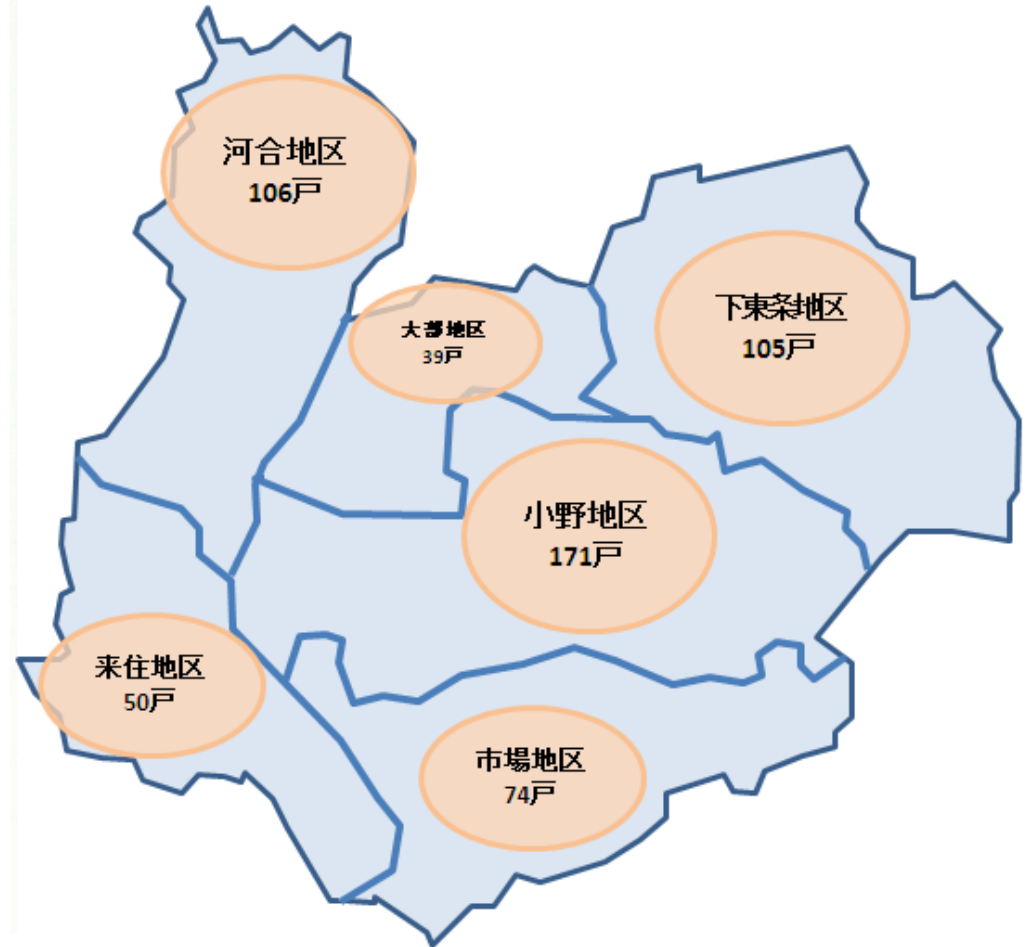 河合地区
106戸
下東条地区
105戸
大部地区
39戸
小野地区
171戸
来住地区
50戸
市場地区
74戸